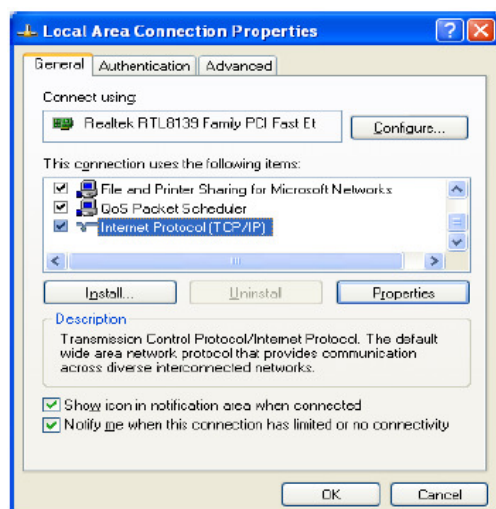 Local Area Connection Properties
General Authentication Advanced
Connect using:
Realtek RTL8139 Family PCI Fast Et
Configure...
This connection uses the following items:
File and Printer Sharing for Microsoft Networks
QoS Packet Scheduler
Internet Protocol (TCP/IP)
Install... Uninstall Properties
Description
Transmission Control Protocol/Internet Protocol. The default
wide area network protocol that provides communication
across diverse interconnected networks.
Show icon in notification area when connected
Notify me when this connection has limited or no connectivity
OK Cancel